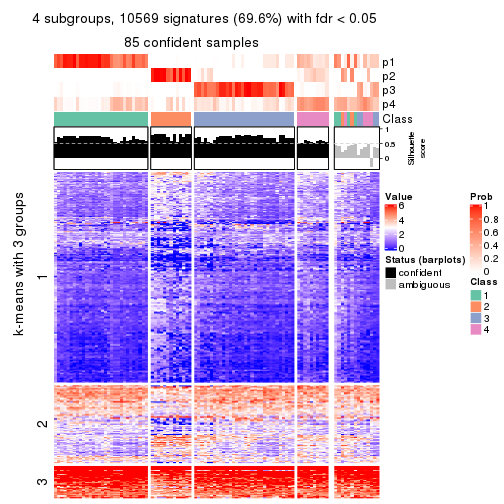 4 subgroups, 10569 signatures (69.6%) with fdr < 0.05
85 confident samples
p1
p2
p3
p4
Class
1
0.5
0
Silhouette
score
k-means with 3 groups
1
2
3
Value
6
4
2
0
Status (barplots)
confident
ambiguous
Prob
1
0.8
0.6
0.4
0.2
0
Class
1
2
3
4